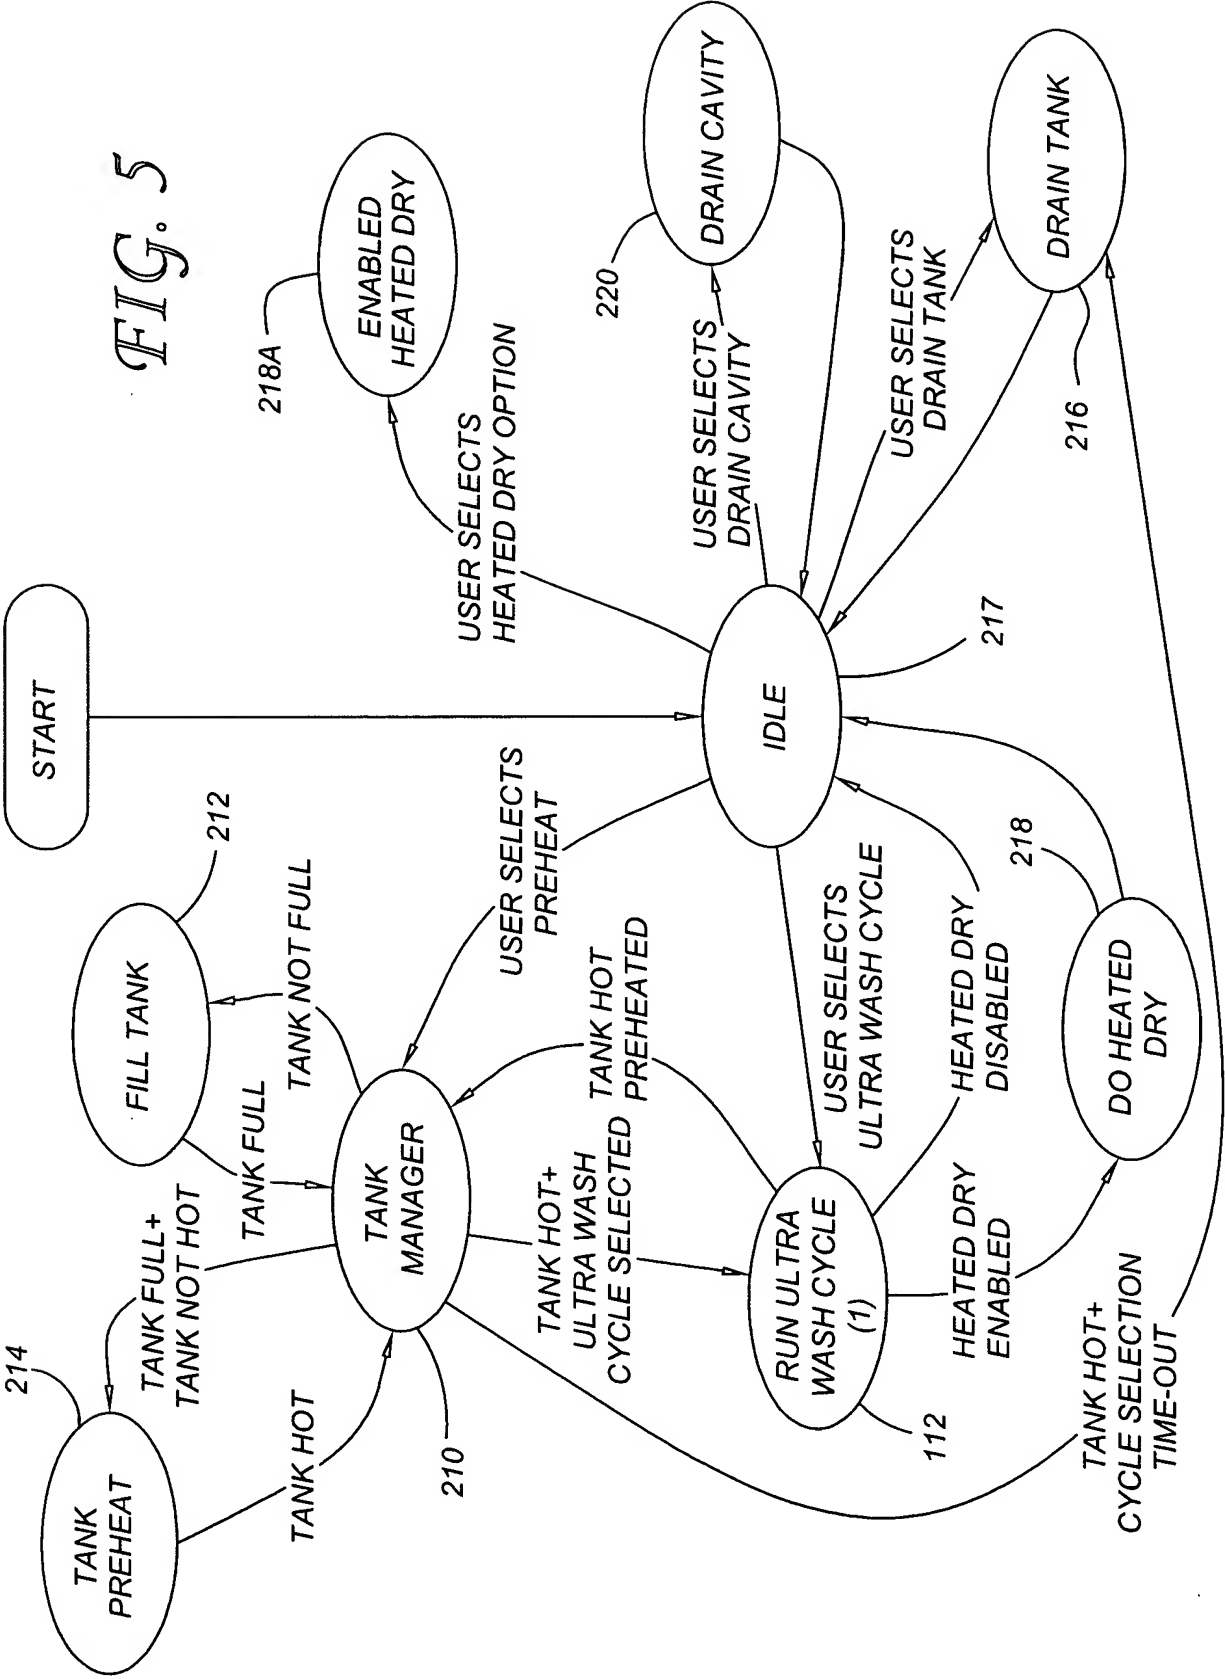 FIG. 5
START
TANK
PREHEAT
214
TANK FULL+
TANK NOT HOT
TANK HOT
FILL TANK
212
TANK FULL
TANK NOT FULL
TANK
MANAGER
210
USER SELECTS
PREHEAT
TANK HOT+
ULTRA WASH
CYCLE SELECTED
TANK HOT
PREHEATED
RUN ULTRA
WASH CYCLE
(1)
112
USER SELECTS
ULTRA WASH CYCLE
HEATED DRY
DISABLED
HEATED DRY
ENABLED
DO HEATED
DRY
218
TANK HOT+
CYCLE SELECTION
TIME-OUT
IDLE
217
USER SELECTS
HEATED DRY OPTION
ENABLED
HEATED DRY
218A
USER SELECTS
DRAIN CAVITY
DRAIN CAVITY
220
USER SELECTS
DRAIN TANK
DRAIN TANK
216